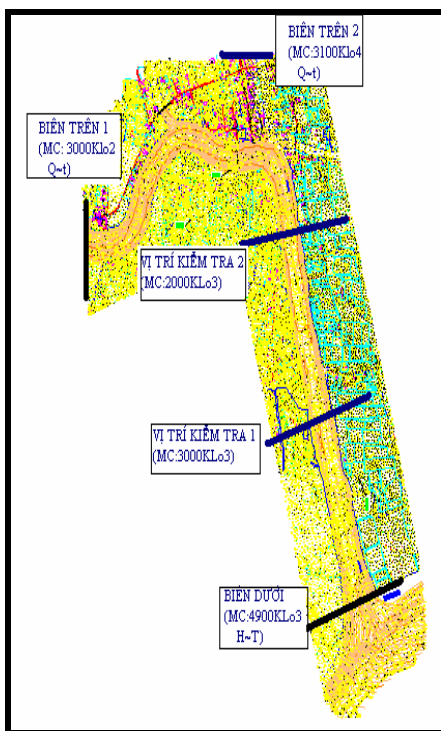 BIÊN TRÊN 2
(MC:3100Klo4
Q~t)
BIÊN TRÊN 1
(MC: 3000Klo2
Q~t)
VỊ TRÍ KIỂM TRA 2
(MC:2000KLo3)
VỊ TRÍ KIỂM TRA 1
(MC:3000KLo3)
BIÊN DƯỚI
(MC:4900KLo3
H~T)